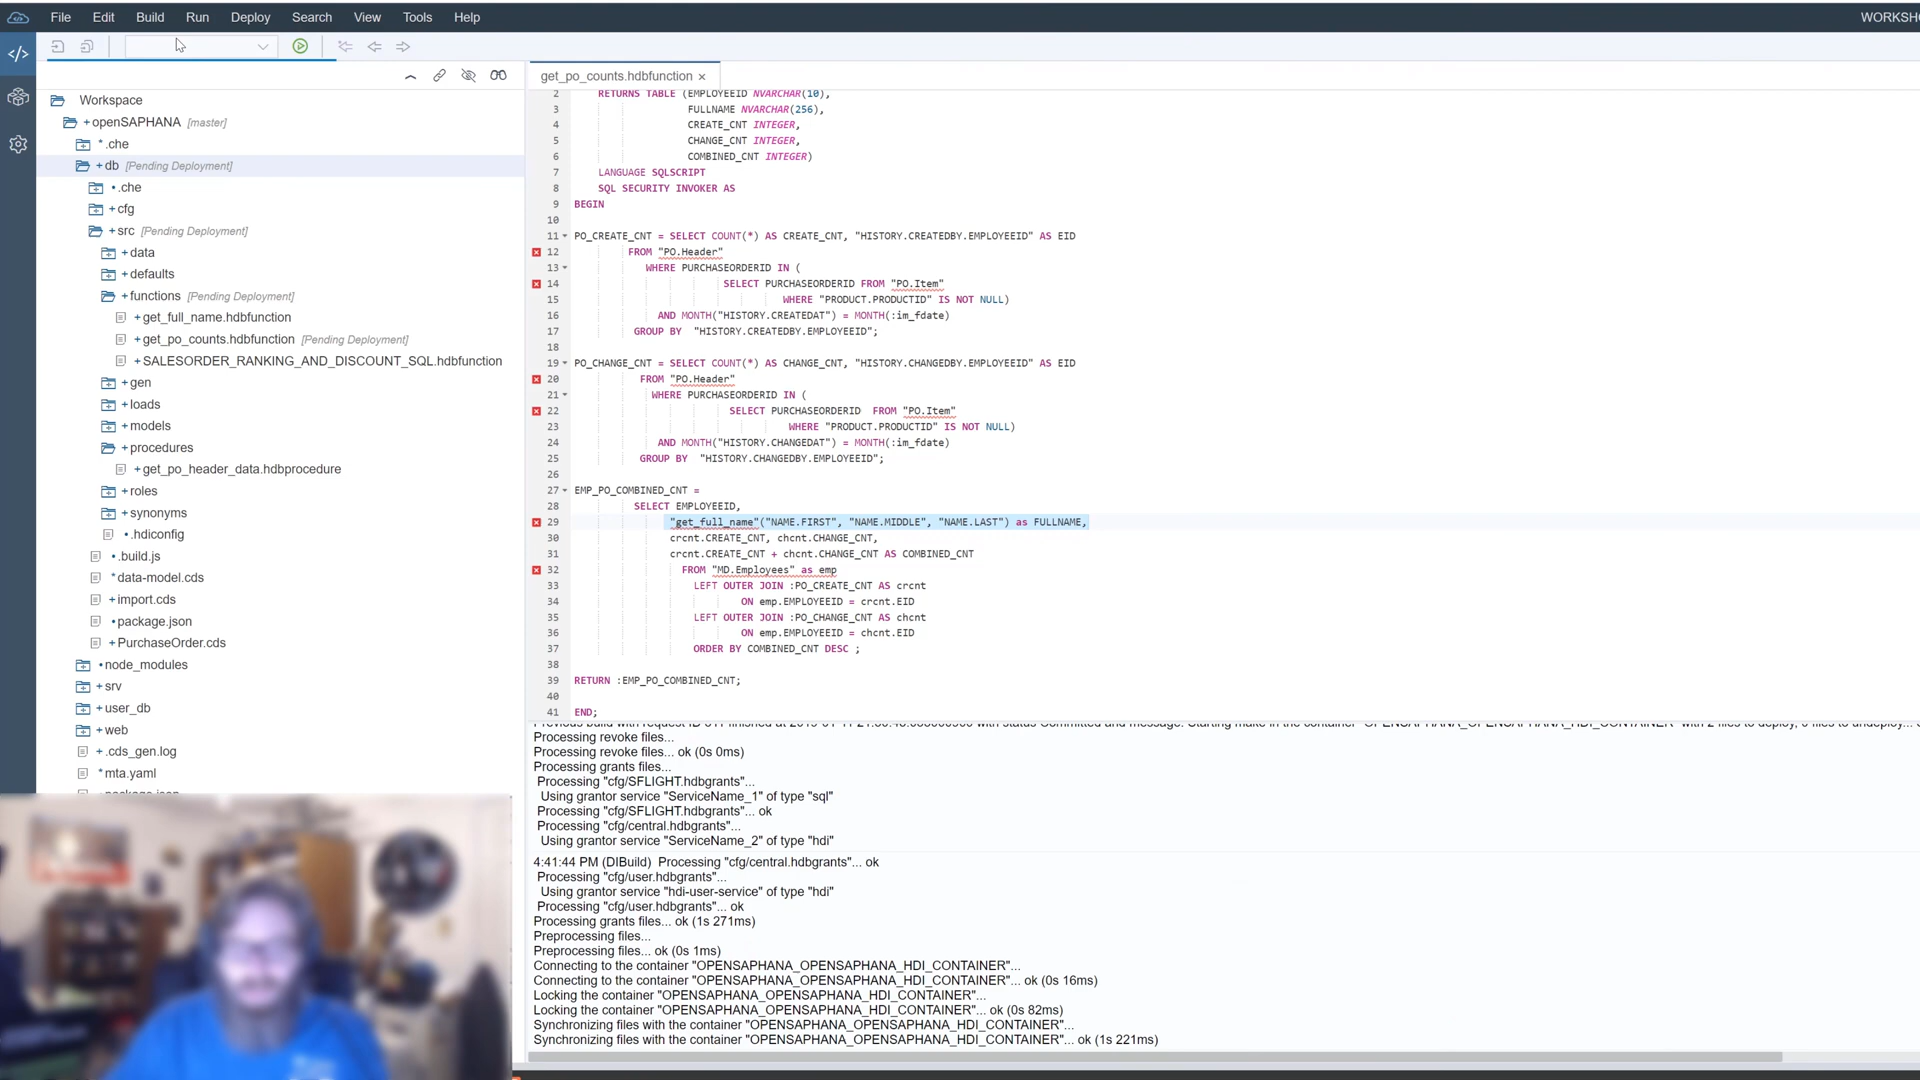 File Edit Build Run Deploy Search View Tools Help
WORKSH
Workspace
+openSAPHANA [master]
*.che
+db [Pending Deployment]
•.che
+cfg
+src [Pending Deployment]
+data
+defaults
+functions [Pending Deployment]
+get_full_name.hdbfunction
+get_po_counts.hdbfunction [Pending Deployment]
+SALESORDER_RANKING_AND_DISCOUNT_SQL.hdbfunction
+gen
+loads
+models
+procedures
+get_po_header_data.hdbprocedure
+roles
+synonyms
•.hdiconfig
•.build.js
*data-model.cds
+import.cds
•package.json
+PurchaseOrder.cds
•node_modules
+srv
+user_db
+web
+.cds_gen.log
*mta.yaml
get_po_counts.hdbfunction ×
2 RETURNS TABLE (EMPLOYEEID NVARCHAR(10),
3 FULLNAME NVARCHAR(256),
4 CREATE_CNT INTEGER,
5 CHANGE_CNT INTEGER,
6 COMBINED_CNT INTEGER)
7 LANGUAGE SQLSCRIPT
8 SQL SECURITY INVOKER AS
9 BEGIN
10
11 PO_CREATE_CNT = SELECT COUNT(*) AS CREATE_CNT, "HISTORY.CREATEDBY.EMPLOYEEID" AS EID
12 FROM "PO.Header"
13 WHERE PURCHASEORDERID IN (
14 SELECT PURCHASEORDERID FROM "PO.Item"
15 WHERE "PRODUCT.PRODUCTID" IS NOT NULL)
16 AND MONTH("HISTORY.CREATEDAT") = MONTH(:im_fdate)
17 GROUP BY "HISTORY.CREATEDBY.EMPLOYEEID";
18
19 PO_CHANGE_CNT = SELECT COUNT(*) AS CHANGE_CNT, "HISTORY.CHANGEDBY.EMPLOYEEID" AS EID
20 FROM "PO.Header"
21 WHERE PURCHASEORDERID IN (
22 SELECT PURCHASEORDERID FROM "PO.Item"
23 WHERE "PRODUCT.PRODUCTID" IS NOT NULL)
24 AND MONTH("HISTORY.CHANGEDAT") = MONTH(:im_fdate)
25 GROUP BY "HISTORY.CHANGEDBY.EMPLOYEEID";
26
27 EMP_PO_COMBINED_CNT =
28 SELECT EMPLOYEEID,
29 "get_full_name"("NAME.FIRST", "NAME.MIDDLE", "NAME.LAST") as FULLNAME,
30 crcnt.CREATE_CNT, chcnt.CHANGE_CNT,
31 crcnt.CREATE_CNT + chcnt.CHANGE_CNT AS COMBINED_CNT
32 FROM "MD.Employees" as emp
33 LEFT OUTER JOIN :PO_CREATE_CNT AS crcnt
34 ON emp.EMPLOYEEID = crcnt.EID
35 LEFT OUTER JOIN :PO_CHANGE_CNT AS chcnt
36 ON emp.EMPLOYEEID = chcnt.EID
37 ORDER BY COMBINED_CNT DESC ;
38
39 RETURN :EMP_PO_COMBINED_CNT;
40
41 END;
Processing revoke files...
Processing revoke files... ok (0s 0ms)
Processing grants files...
Processing "cfg/SFLIGHT.hdbgrants"...
Using grantor service "ServiceName_1" of type "sql"
Processing "cfg/SFLIGHT.hdbgrants"... ok
Processing "cfg/central.hdbgrants"...
Using grantor service "ServiceName_2" of type "hdi"
4:41:44 PM (DIBuild) Processing "cfg/central.hdbgrants"... ok
Processing "cfg/user.hdbgrants"...
Using grantor service "hdi-user-service" of type "hdi"
Processing "cfg/user.hdbgrants"... ok
Processing grants files... ok (1s 271ms)
Preprocessing files...
Preprocessing files... ok (0s 1ms)
Connecting to the container "OPENSAPHANA_OPENSAPHANA_HDI_CONTAINER"...
Connecting to the container "OPENSAPHANA_OPENSAPHANA_HDI_CONTAINER"... ok (0s 16ms)
Locking the container "OPENSAPHANA_OPENSAPHANA_HDI_CONTAINER"...
Locking the container "OPENSAPHANA_OPENSAPHANA_HDI_CONTAINER"... ok (0s 82ms)
Synchronizing files with the container "OPENSAPHANA_OPENSAPHANA_HDI_CONTAINER"...
Synchronizing files with the container "OPENSAPHANA_OPENSAPHANA_HDI_CONTAINER"... ok (1s 221ms)